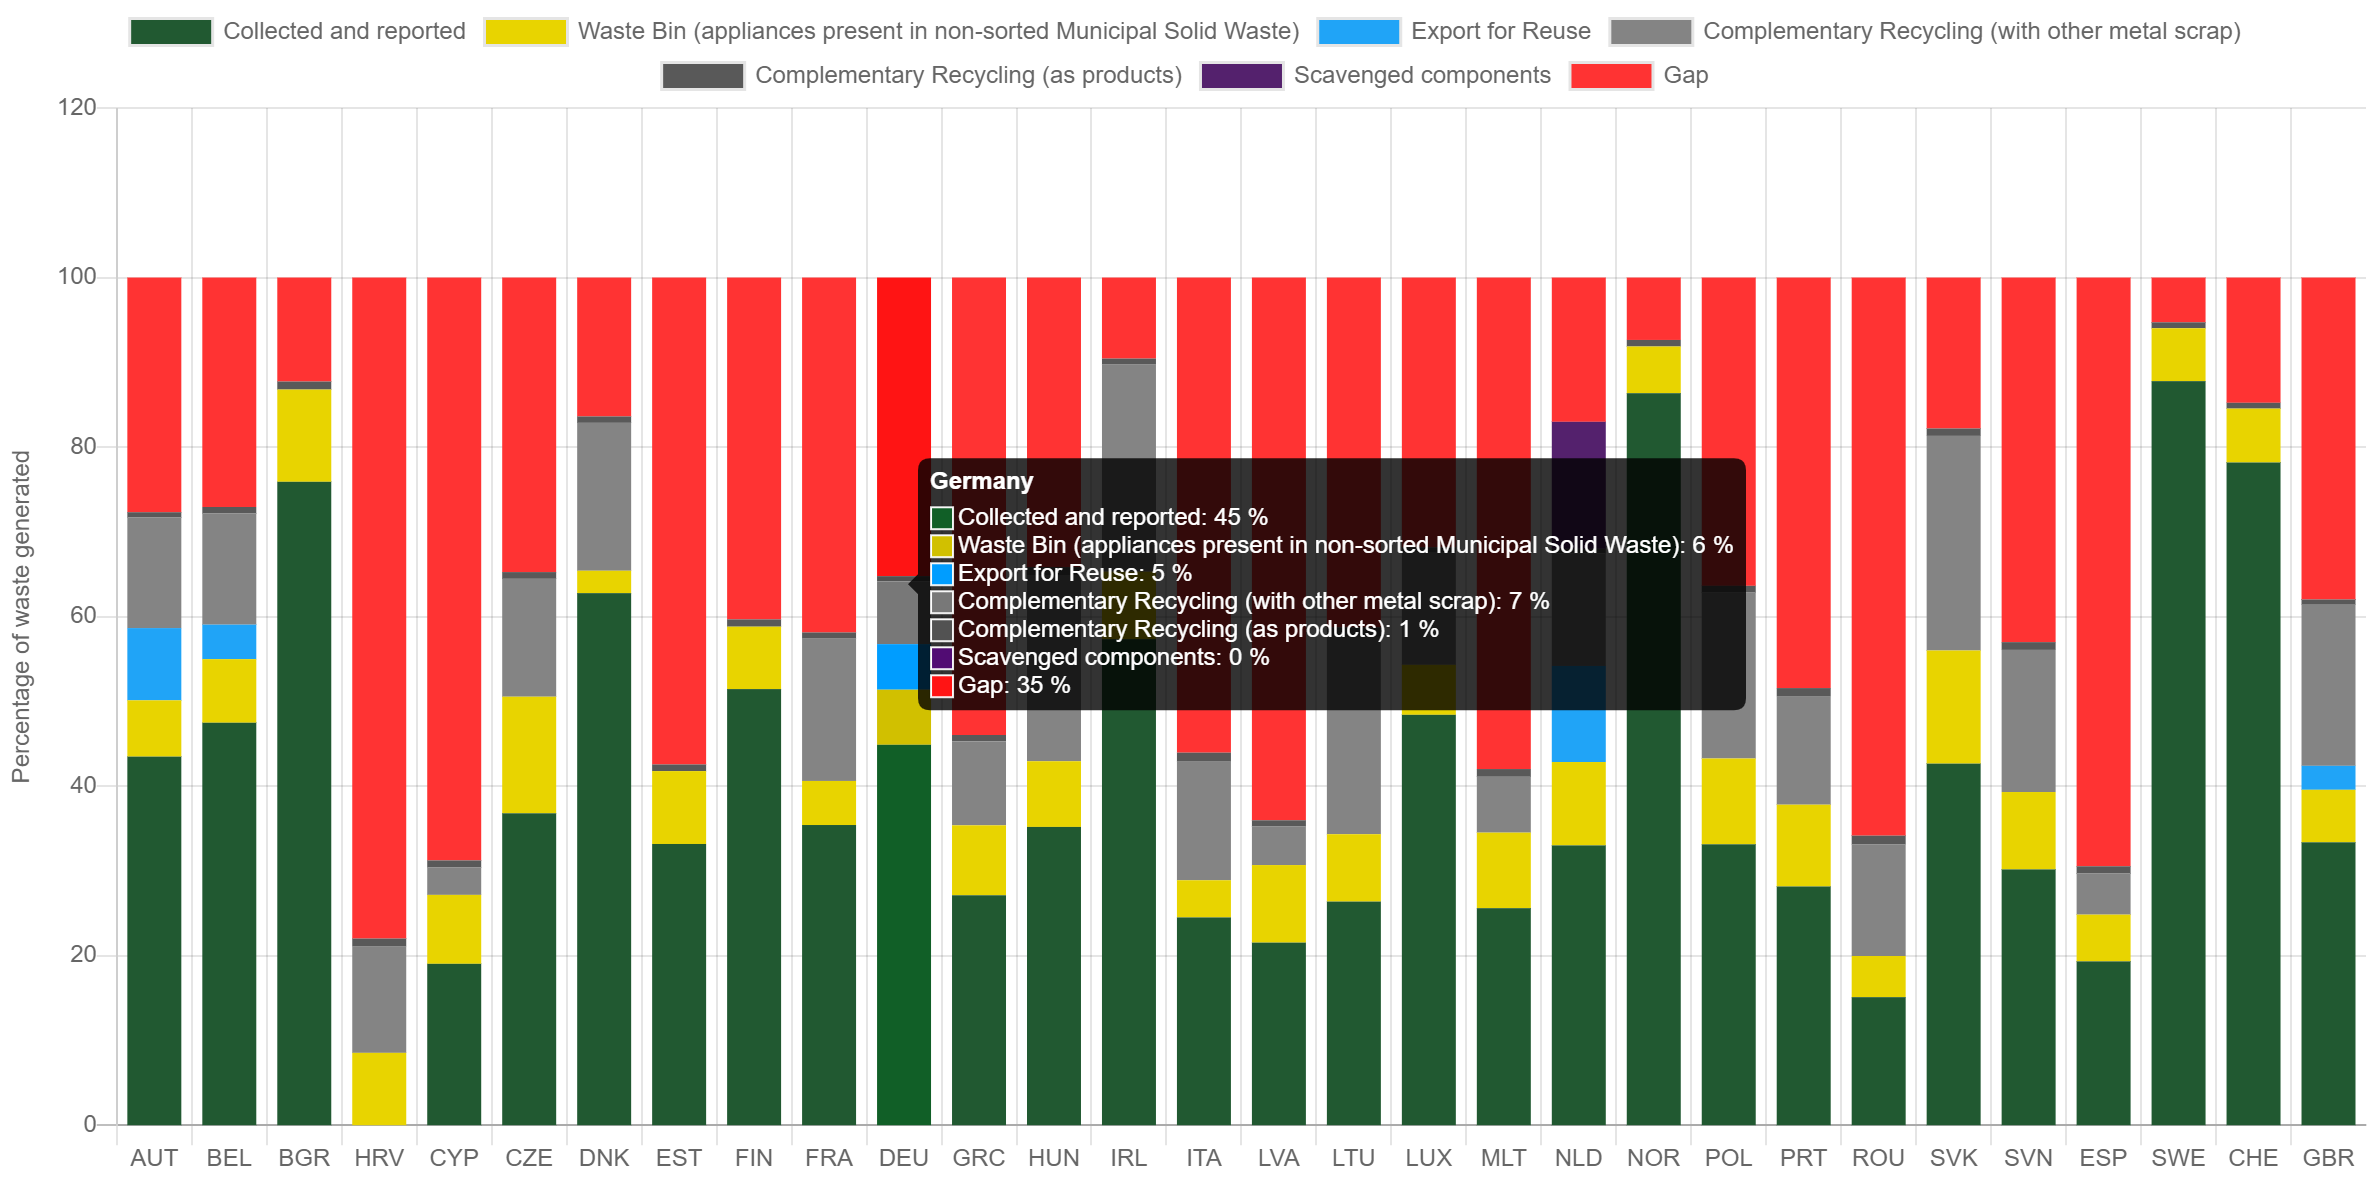 Collected and reported Waste Bin (appliances present in non-sorted Municipal Solid Waste) Export for Reuse Complementary Recycling (with other metal scrap)
Complementary Recycling (as products) Scavenged components Gap
120
100
80
60
40
20
0
Percentage of waste generated
Germany
Collected and reported: 45 %
Waste Bin (appliances present in non-sorted Municipal Solid Waste): 6 %
Export for Reuse: 5 %
Complementary Recycling (with other metal scrap): 7 %
Complementary Recycling (as products): 1 %
Scavenged components: 0 %
Gap: 35 %
AUT BEL BGR HRV CYP CZE DNK EST FIN FRA DEU GRC HUN IRL ITA LVA LTU LUX MLT NLD NOR POL PRT ROU SVK SVN ESP SWE CHE GBR